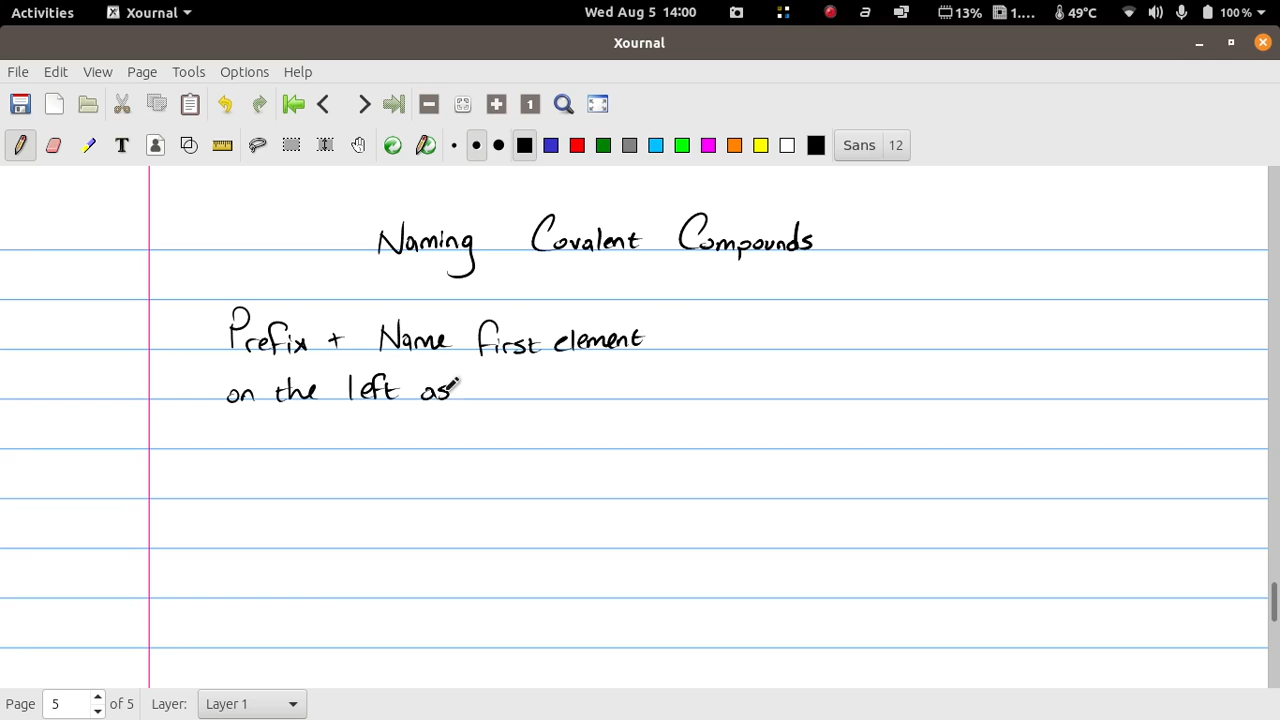 Activities Xournal Wed Aug 5 14:00 a 13% 1.... 49°C 100%
Xournal
File Edit View Page Tools Options Help
1
T Sans 12
Naming Covalent Compounds
Prefix + Name first element
on the left as
Page 5 of 5 Layer: Layer 1